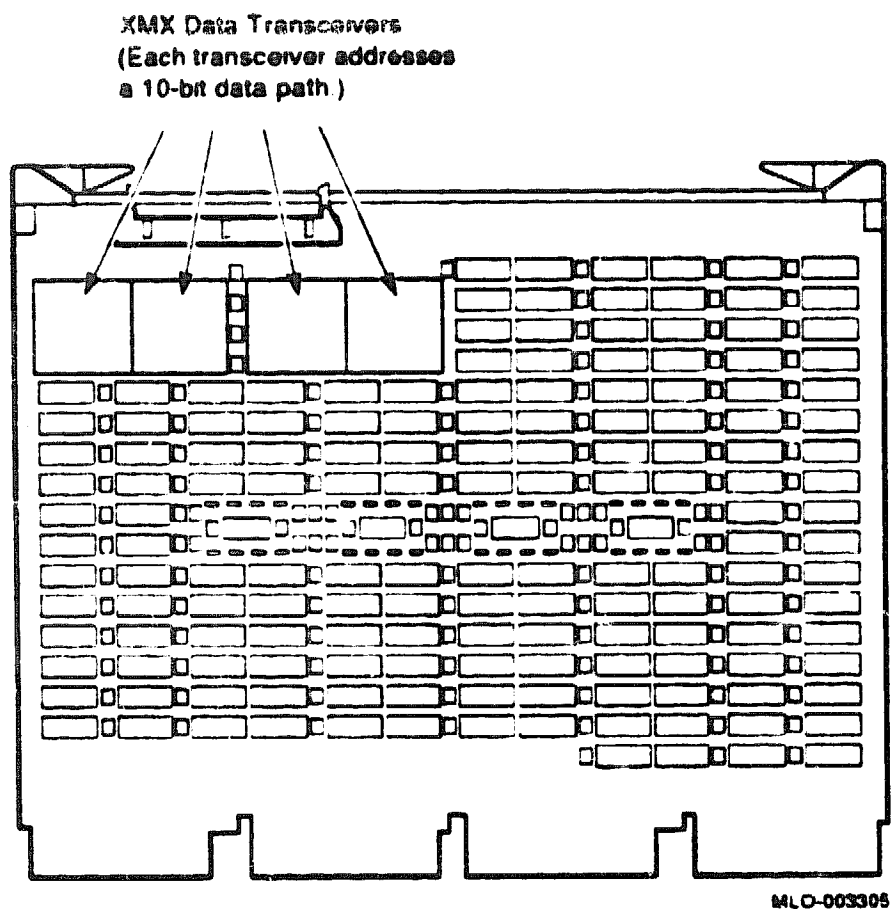 XMX Data Transceivers
(Each transceiver addresses
a 10-bit data path.)
MLO-003305